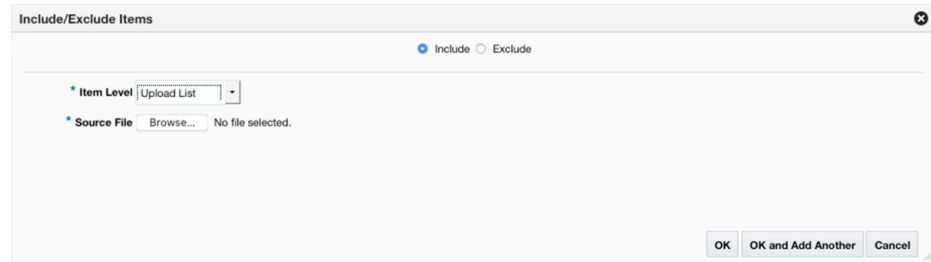 Include/Exclude Items
Include Exclude
* Item Level Upload List
* Source File Browse... No file selected.
OK OK and Add Another Cancel